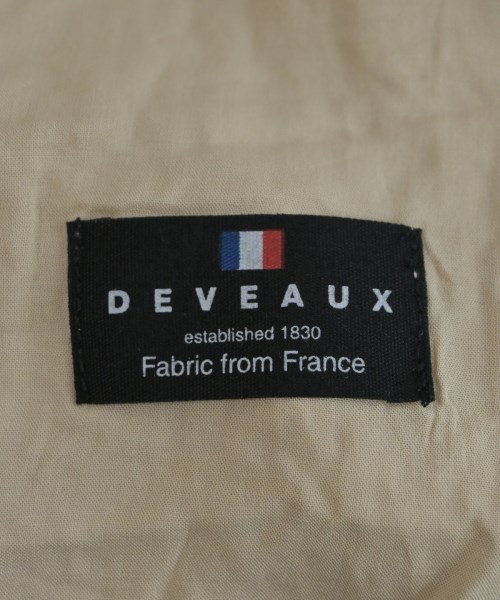 DEVEAUX
established 1830
Fabric from France